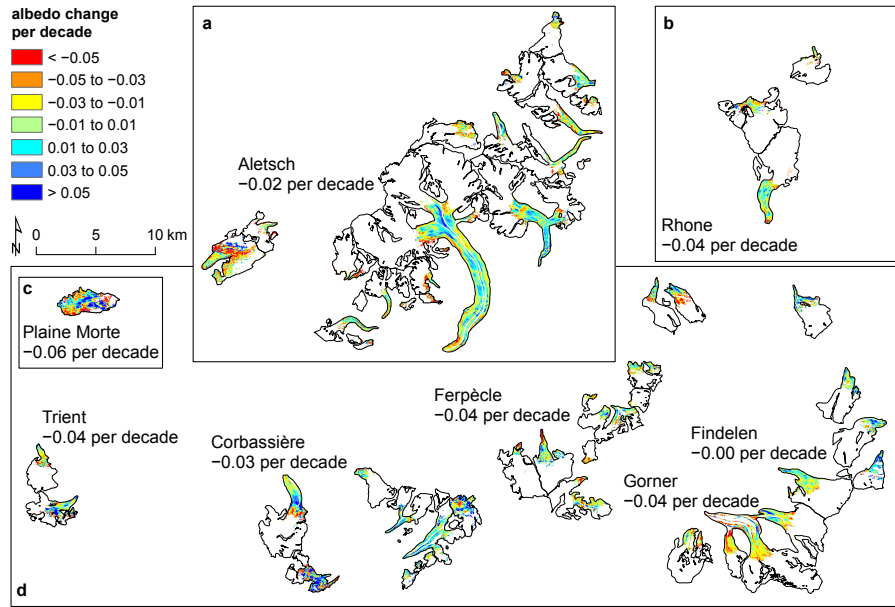 albedo change
per decade
< −0.05
−0.05 to −0.03
−0.03 to −0.01
−0.01 to 0.01
0.01 to 0.03
0.03 to 0.05
> 0.05
N
0 5 10 km
a
Aletsch
−0.02 per decade
b
Rhone
−0.04 per decade
c
Plaine Morte
−0.06 per decade
Trient
−0.04 per decade
Corbassière
−0.03 per decade
Ferpècle
−0.04 per decade
Findelen
−0.00 per decade
Gorner
−0.04 per decade
d